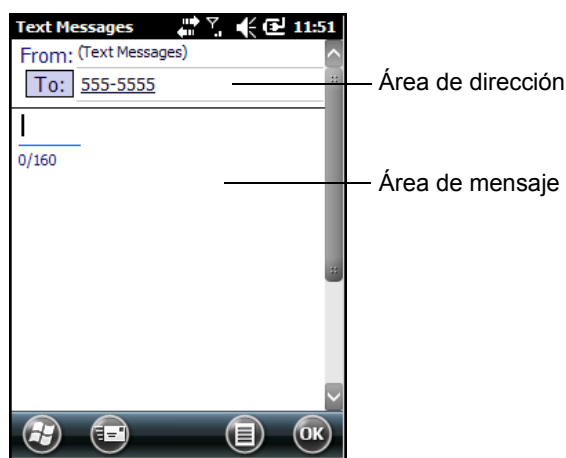 Text Messages 11:51
From: (Text Messages)
To: 555-5555
Área de dirección
0/160
Área de mensaje
OK